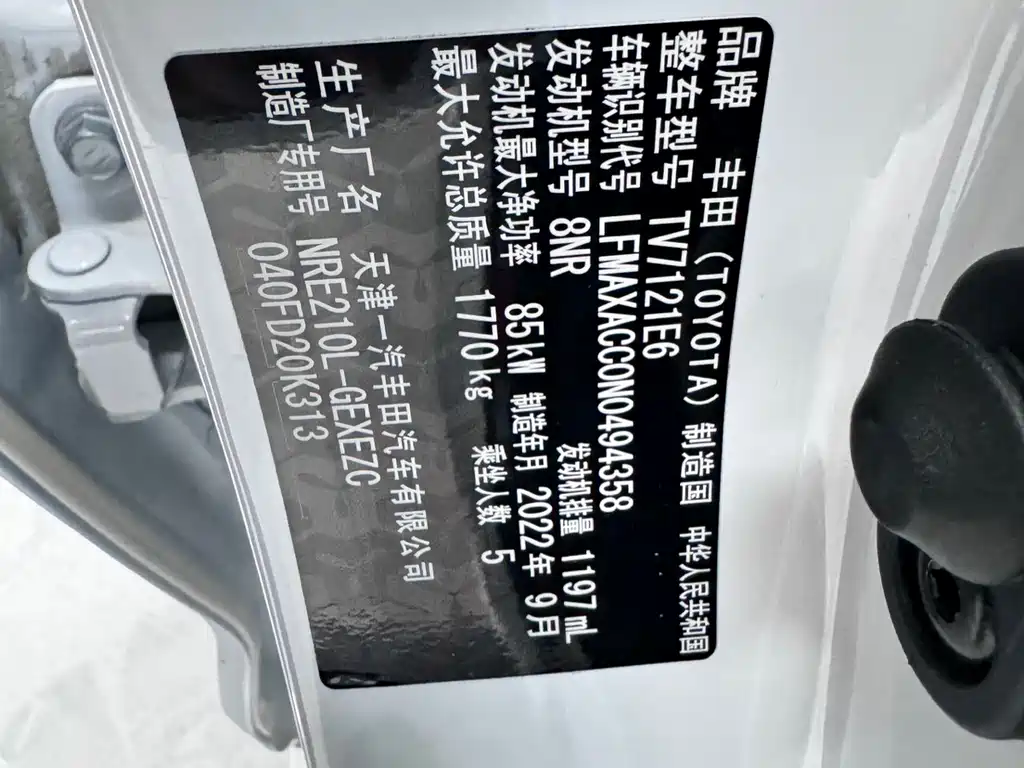 品牌 丰田（TOYOTA） 制造国 中华人民共和国
整车型号 TV7121E6
车辆识别代号 LFMAXACC0N0494358
发动机型号 8NR 发动机排量 1197 mL
发动机最大净功率 85kW 制造年月 2022年 9月
最大允许总质量 1770kg 乘坐人数 5
生产厂名 天津一汽丰田汽车有限公司
制造厂专用号 NRE210L-GEXEZC
040FD20K313